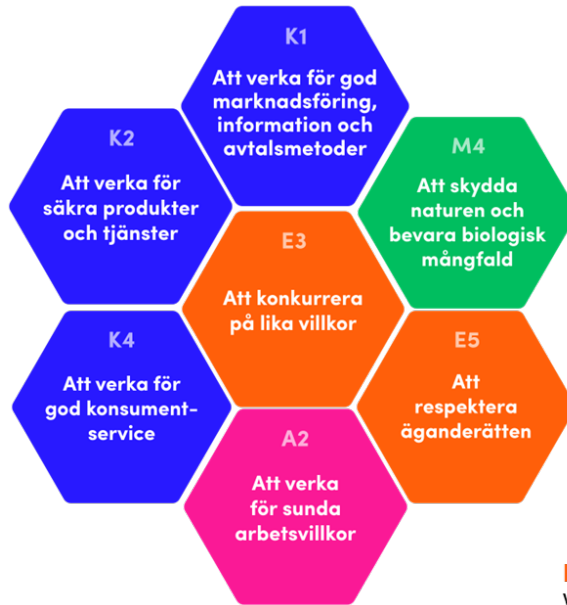 K1
Att verka för god
marknadsföring,
information och
avtalsmetoder
K2
Att verka för
säkra produkter
och tjänster
M4
Att skydda
naturen och
bevara biologisk
mångfald
E3
Att konkurrera
på lika villkor
K4
Att verka för
god konsument-
service
E5
Att
respektera
äganderätten
A2
Att verka
för sunda
arbetsvillkor